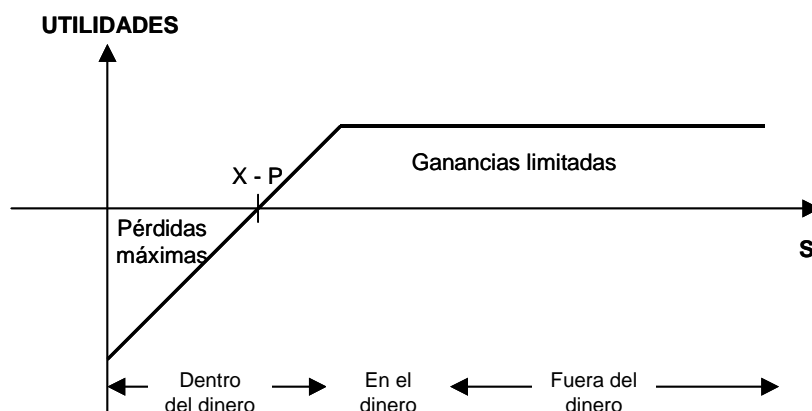 UTILIDADES
X - P
Ganancias limitadas
Pérdidas
máximas
S
Dentro
del dinero
En el
dinero
Fuera del
dinero